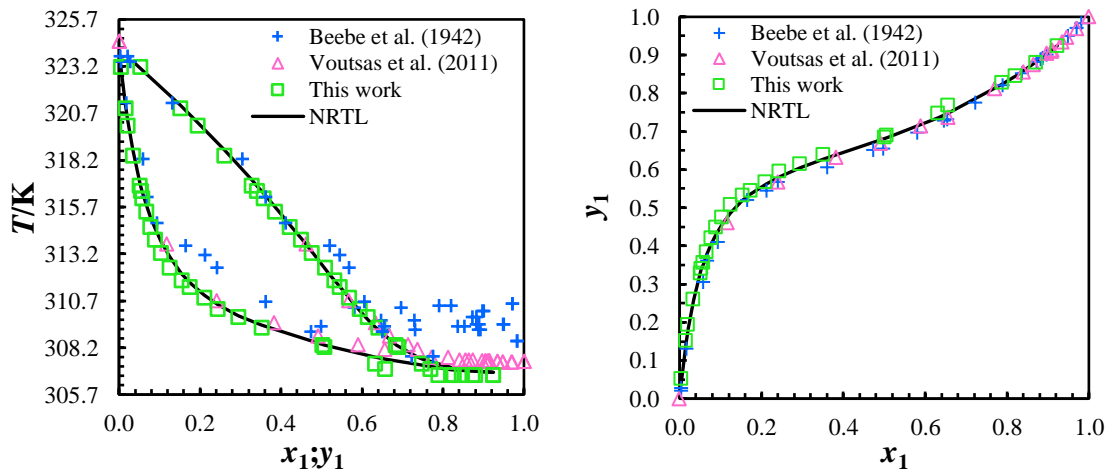 325.7
323.2
320.7
318.2
315.7
313.2
310.7
308.2
305.7
T/K
0.0 0.2 0.4 0.6 0.8 1.0
x1;y1
Beebe et al. (1942)
Voutsas et al. (2011)
This work
NRTL
1.0
0.9
0.8
0.7
0.6
0.5
0.4
0.3
0.2
0.1
0.0
y1
0.0 0.2 0.4 0.6 0.8 1.0
x1
Beebe et al. (1942)
Voutsas et al. (2011)
This work
NRTL